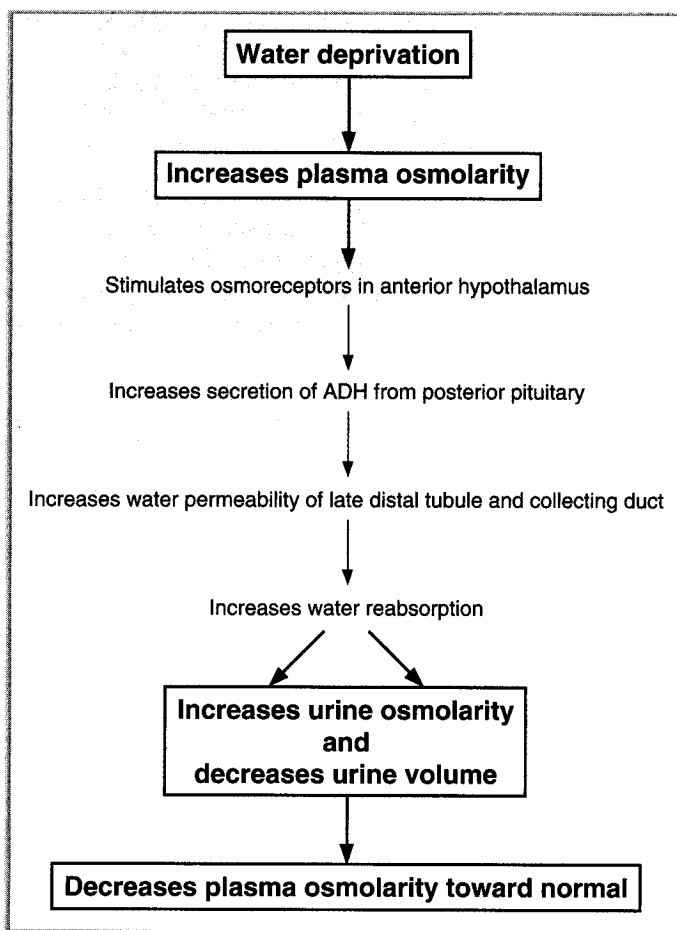 Water deprivation
Increases plasma osmolarity
Stimulates osmoreceptors in anterior hypothalamus
Increases secretion of ADH from posterior pituitary
Increases water permeability of late distal tubule and collecting duct
Increases water reabsorption
Increases urine osmolarity
and
decreases urine volume
Decreases plasma osmolarity toward normal